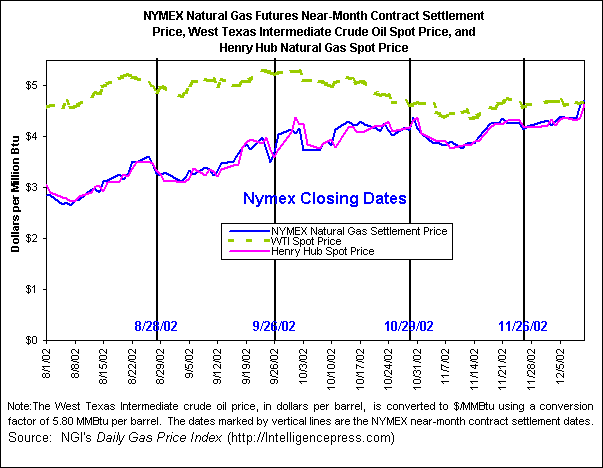 NYMEX Natural Gas Futures Near-Month Contract Settlement
Price, West Texas Intermediate Crude Oil Spot Price, and
Henry Hub Natural Gas Spot Price
Dollars per Million Btu
$5
$4
$3
$2
$1
$0
Nymex Closing Dates
NYMEX Natural Gas Settlement Price
WTI Spot Price
Henry Hub Spot Price
8/28/02
9/26/02
10/29/02
11/26/02
8/1/02
8/8/02
8/15/02
8/22/02
8/29/02
9/5/02
9/12/02
9/19/02
9/26/02
10/3/02
10/10/02
10/17/02
10/24/02
10/31/02
11/7/02
11/14/02
11/21/02
11/28/02
12/5/02
Note:The West Texas Intermediate crude oil price, in dollars per barrel, is converted to $/MMBtu using a conversion
factor of 5.80 MMBtu per barrel. The dates marked by vertical lines are the NYMEX near-month contract settlement dates.
Source: NGI's Daily Gas Price Index (http://Intelligencepress.com)